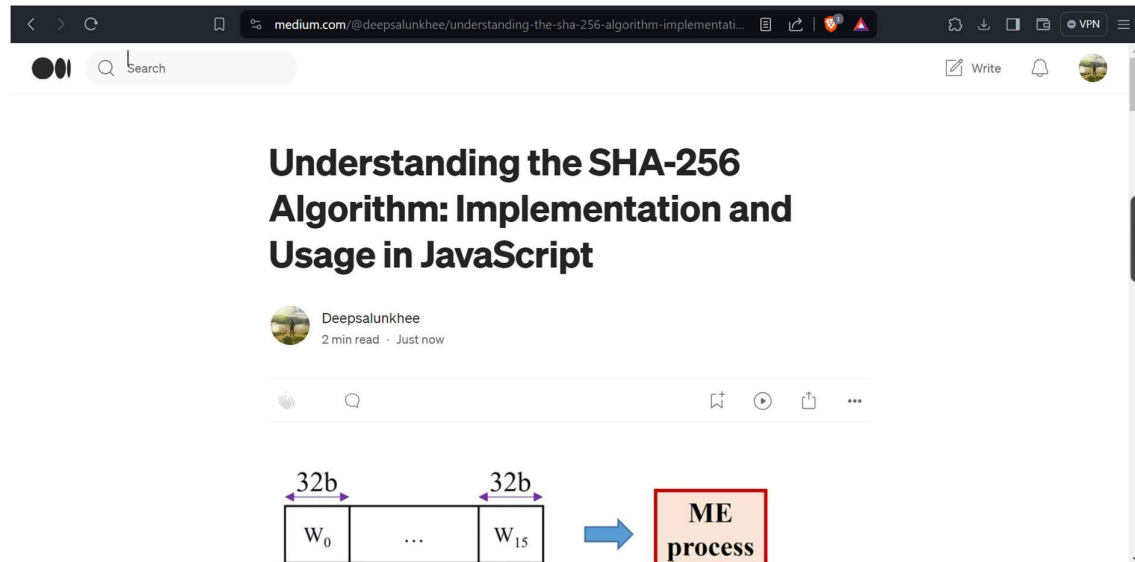 medium.com/@deepsalunkhee/understanding-the-sha-256-algorithm-implementati...
3
VPN
Search
Write
Understanding the SHA-256
Algorithm: Implementation and
Usage in JavaScript
Deepsalunkhee
2 min read · Just now
32b
32b
W0
...
W15
ME
process